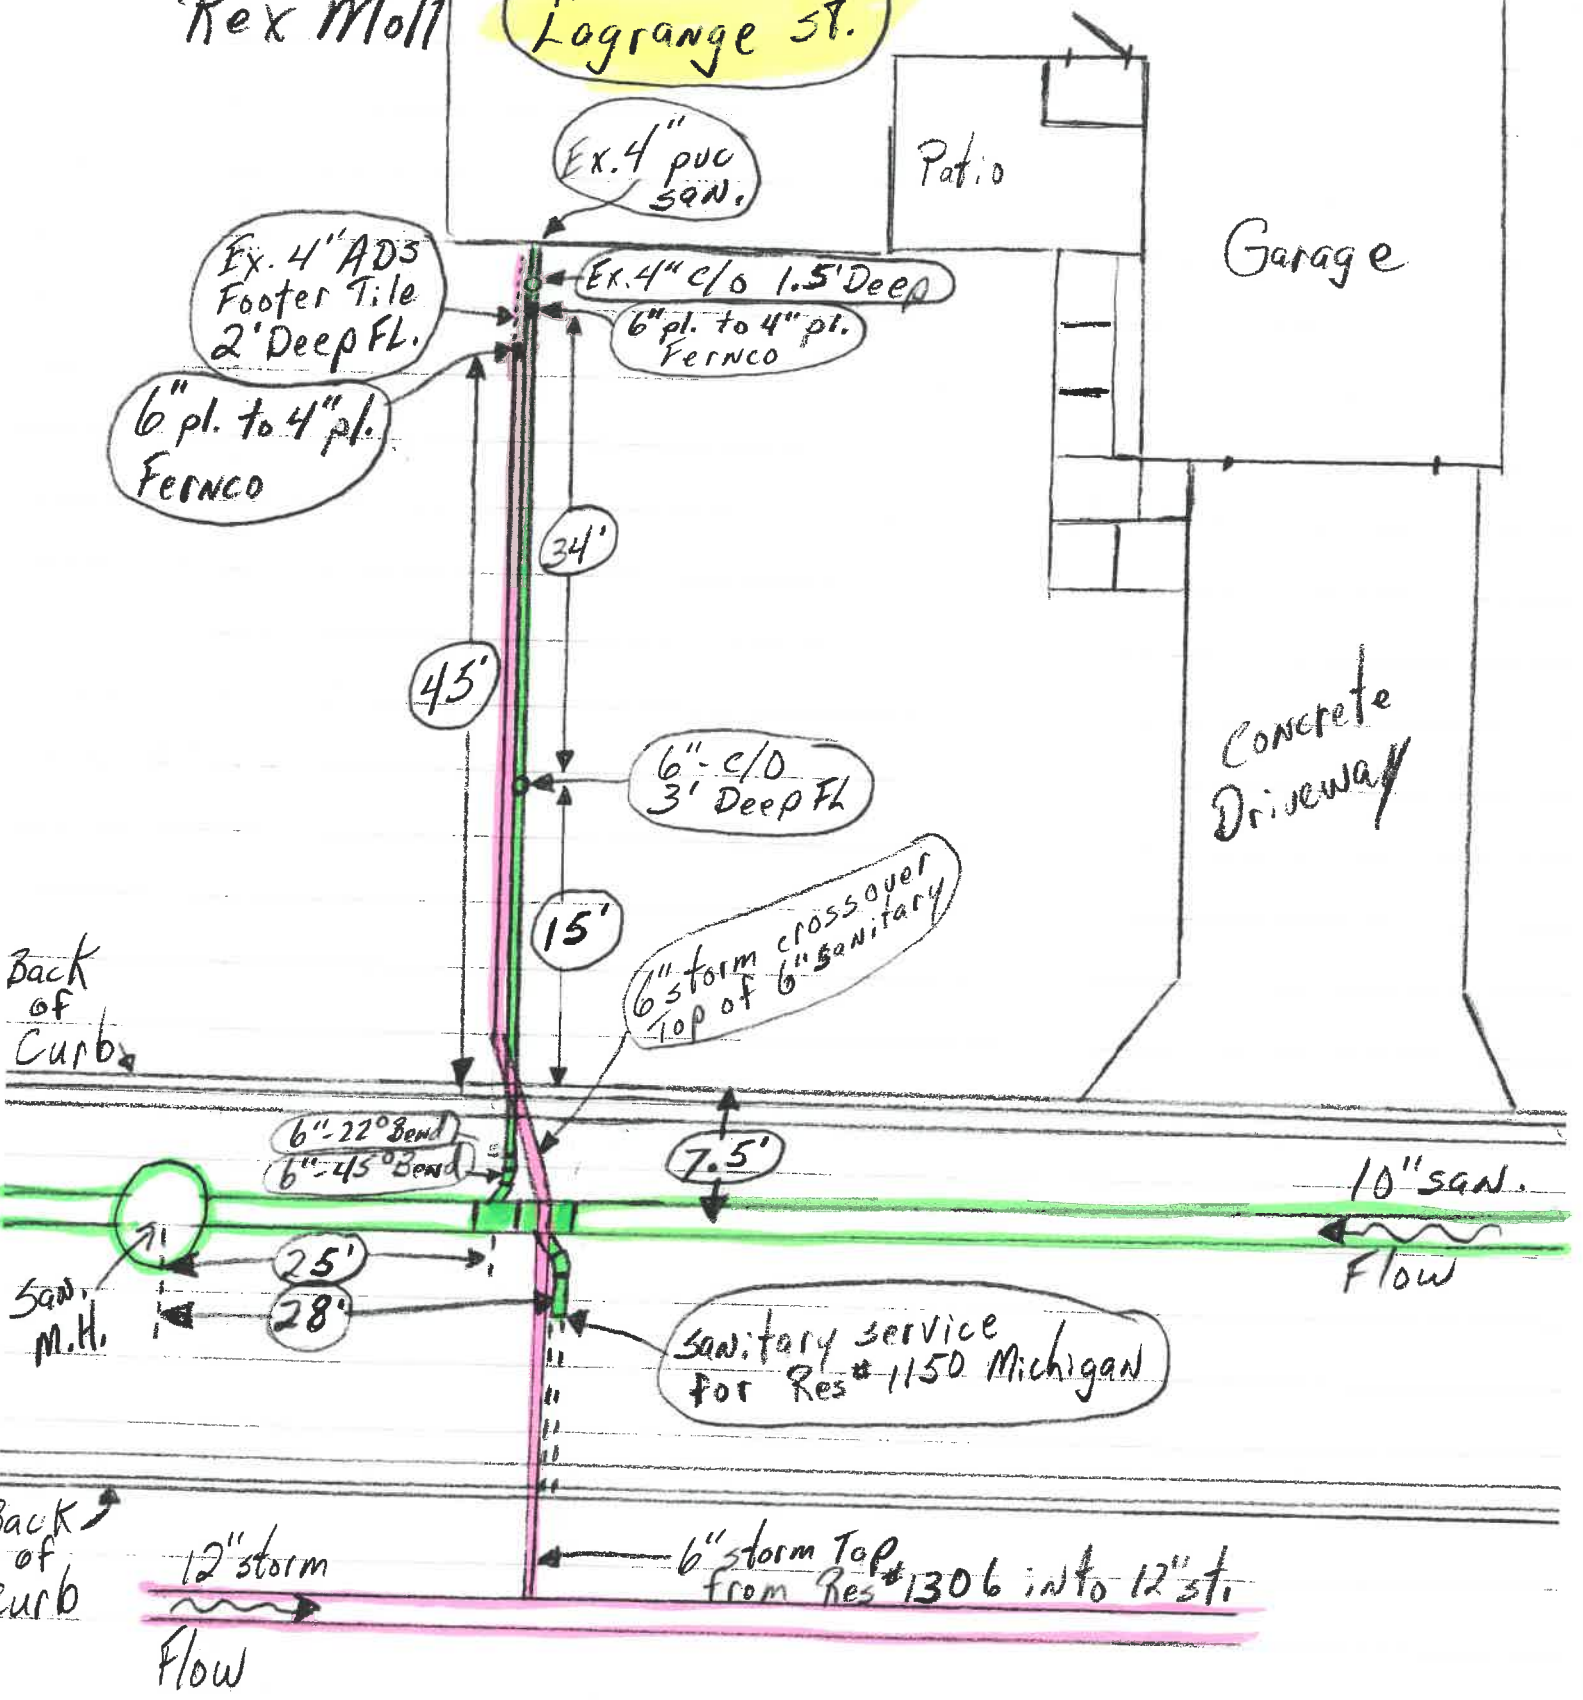 Rex Moll
Lagrange St.
Ex. 4" pvc
san.
Patio
Garage
Ex. 4" ADS
Footer Tile
2' Deep FL.
Ex. 4" c/o 1.5' Deep
6" pl. to 4" pl.
Fernco
6" pl. to 4" pl.
Fernco
34'
45'
6"- c/o
3' Deep FL
Concrete
Driveway
15'
6" storm crossover
Top of 6" sanitary
Back
of
Curb
6"-22° Bend
6"-45° Bend
7.5'
10" san.
Flow
San.
M.H.
25'
28'
Sanitary service
for Res# 1150 Michigan
Back
of
Curb
12" storm
Flow
6" storm Tap
from Res# 1306 into 12" st.